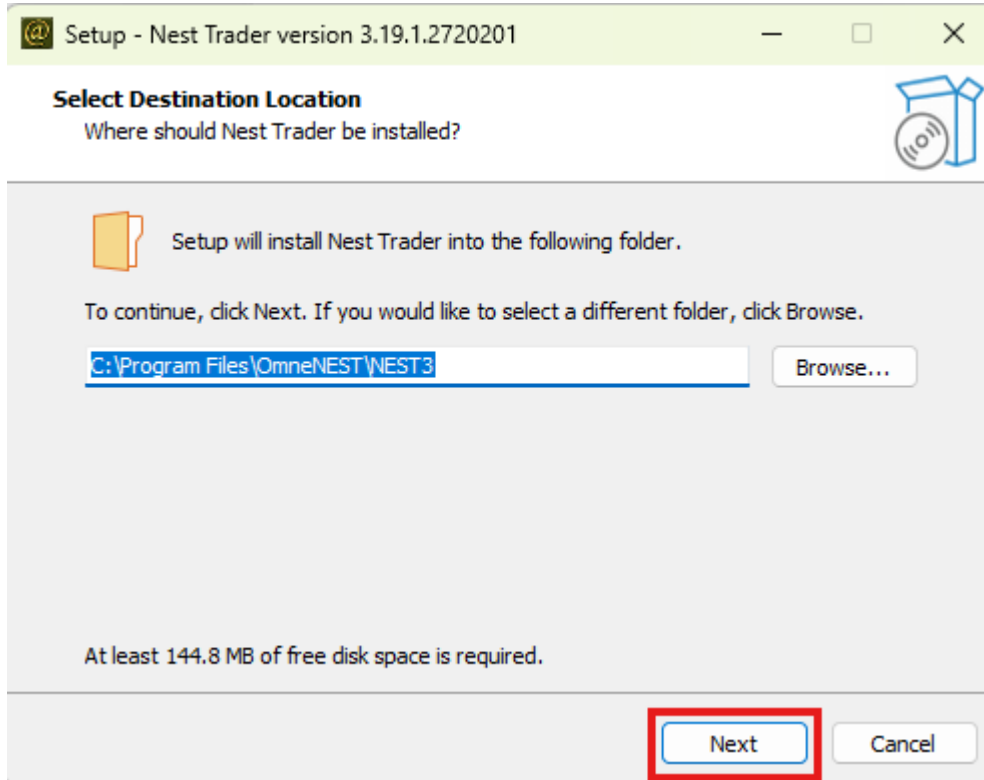 Setup - Nest Trader version 3.19.1.2720201
Select Destination Location
Where should Nest Trader be installed?
Setup will install Nest Trader into the following folder.
To continue, click Next. If you would like to select a different folder, click Browse.
C:\Program Files\OmneNEST\NEST3
Browse...
At least 144.8 MB of free disk space is required.
Next
Cancel